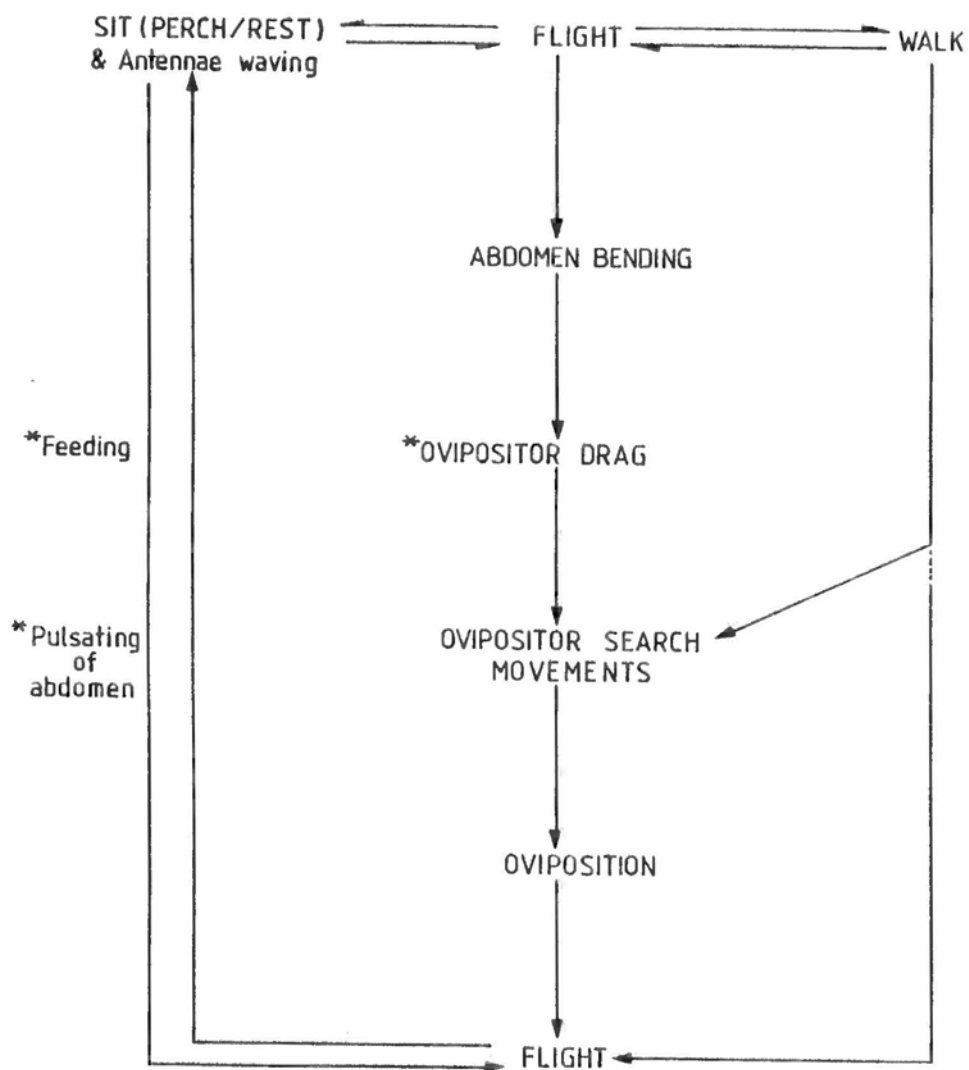 SIT (PERCH/REST)
& Antennae waving
FLIGHT
WALK
ABDOMEN BENDING
*Feeding
*OVIPOSITOR DRAG
*Pulsating
of
abdomen
OVIPOSITOR SEARCH
MOVEMENTS
OVIPOSITION
FLIGHT